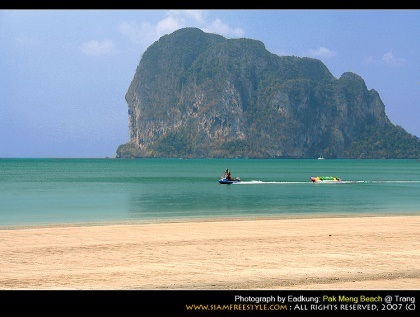 Photograph by Eadkung: Pak Meng Beach @ Trang
WWW.SIAMFREESTYLE.COM : ALL RIGHTS RESERVED, 2007 (C)